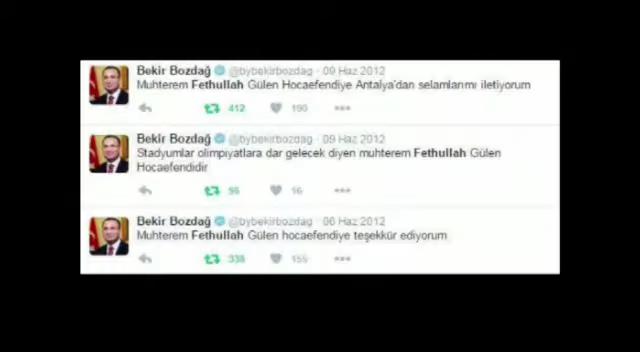 Bekir Bozdağ @bybekirbozdag · 09 Haz 2012
Muhterem Fethullah Gülen Hocaefendiye Antalya'dan selamlarımı iletiyorum
412 190
Bekir Bozdağ @bybekirbozdag · 09 Haz 2012
Stadyumlar olimpiyatlara dar gelecek diyen muhterem Fethullah Gülen
Hocaefendidir
56 16
Bekir Bozdağ @bybekirbozdag · 06 Haz 2012
Muhterem Fethullah Gülen hocaefendiye teşekkür ediyorum
338 155